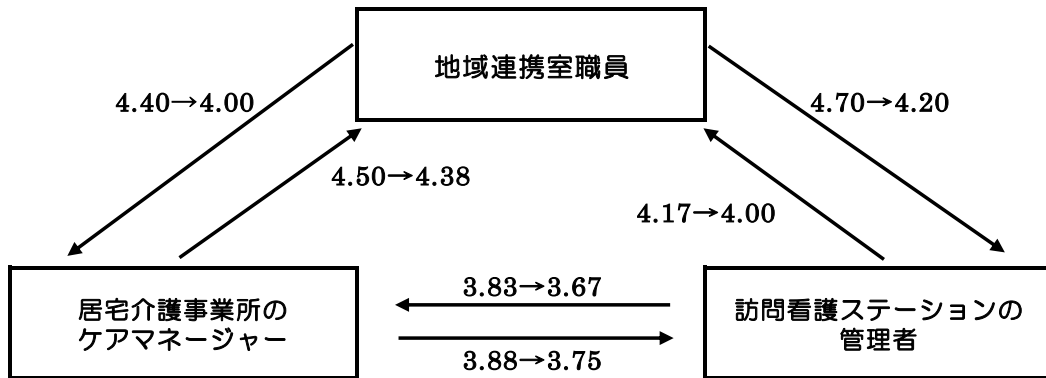 地域連携室職員
4.40→4.00
4.70→4.20
4.50→4.38
4.17→4.00
居宅介護事業所の
ケアマネージャー
3.83→3.67
3.88→3.75
訪問看護ステーションの
管理者